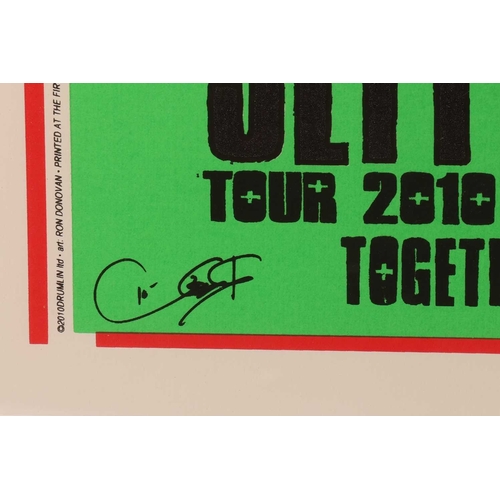 TOUR 2010
TOGET
©2010DRUMLIN ltd • art: RON DONOVAN • PRINTED AT THE FIR